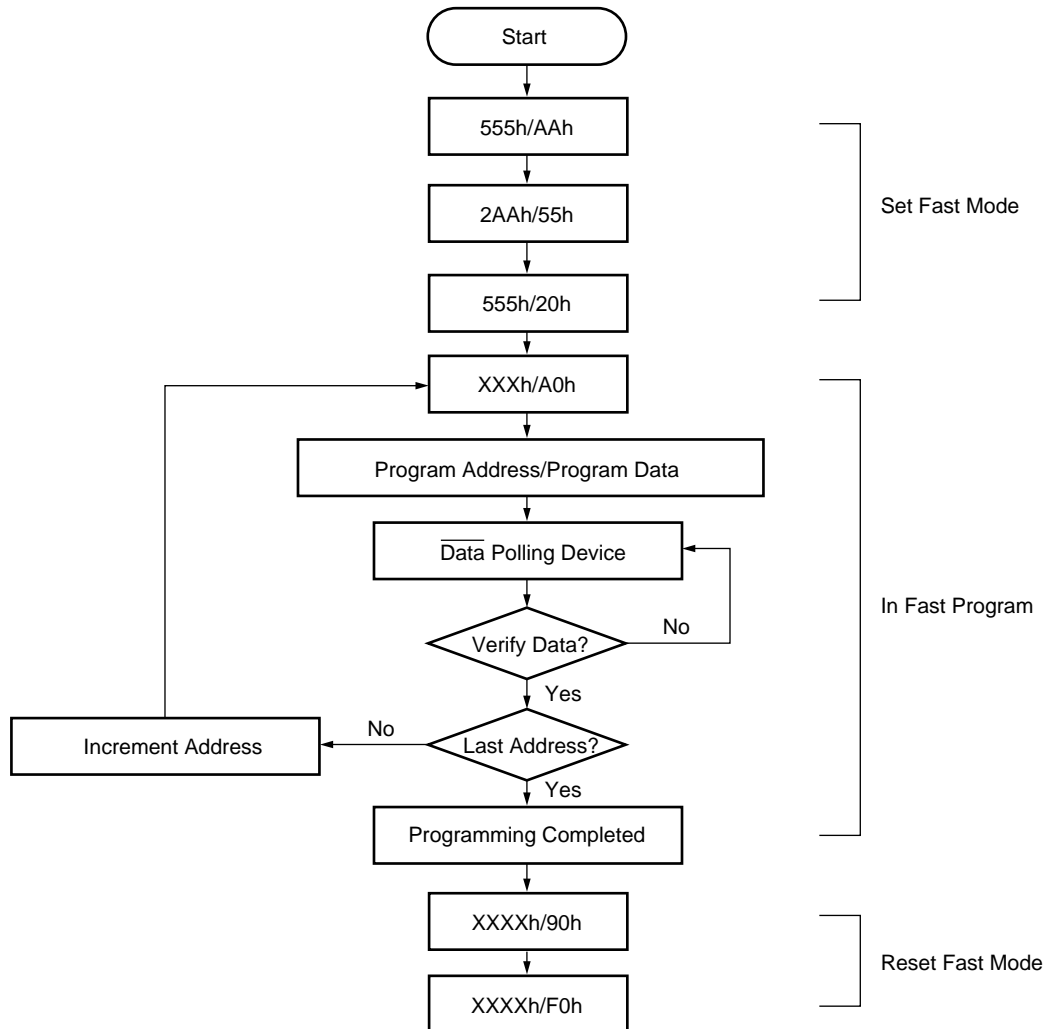 Start
555h/AAh
2AAh/55h
Set Fast Mode
555h/20h
XXXh/A0h
Program Address/Program Data
Data Polling Device
In Fast Program
Verify Data?
No
Yes
Increment Address
No
Last Address?
Yes
Programming Completed
XXXXh/90h
Reset Fast Mode
XXXXh/F0h